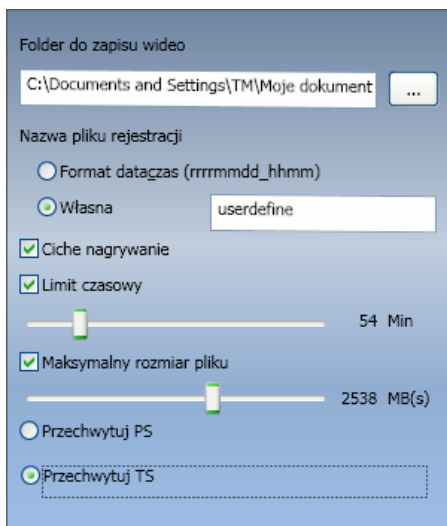 Folder do zapisu wideo
C:\Documents and Settings\TM\Moje dokument
...
Nazwa pliku rejestracji
Format dataczas (rrrrmmdd_hhmm)
Własna
userdefine
Ciche nagrywanie
Limit czasowy
54 Min
Maksymalny rozmiar pliku
2538 MB(s)
Przechwytuj PS
Przechwytuj TS